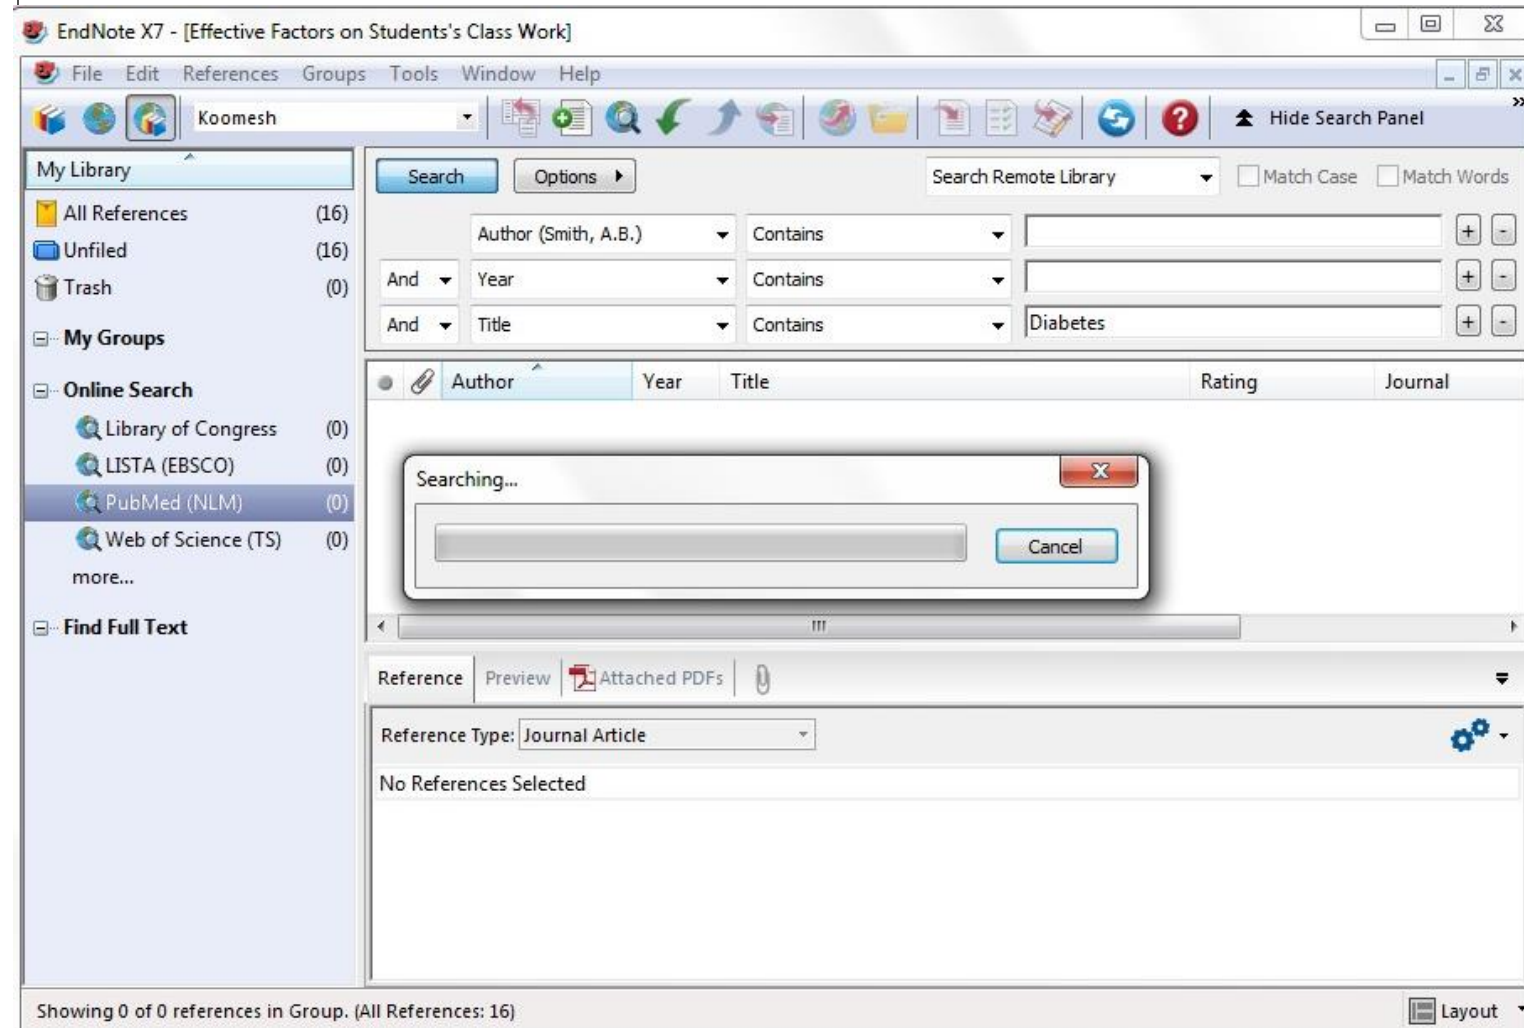 EndNote X7 - [Effective Factors on Students's Class Work]
File Edit References Groups Tools Window Help
Koomesh
Hide Search Panel
My Library
All References (16)
Unfiled (16)
Trash (0)
My Groups
Online Search
Library of Congress (0)
LISTA (EBSCO) (0)
PubMed (NLM) (0)
Web of Science (TS) (0)
more...
Find Full Text
Search Options Search Remote Library Match Case Match Words
Author (Smith, A.B.) Contains + -
And Year Contains + -
And Title Contains Diabetes + -
Author Year Title Rating Journal
Searching...
Cancel
Reference Preview Attached PDFs
Reference Type: Journal Article
No References Selected
Showing 0 of 0 references in Group. (All References: 16)
Layout